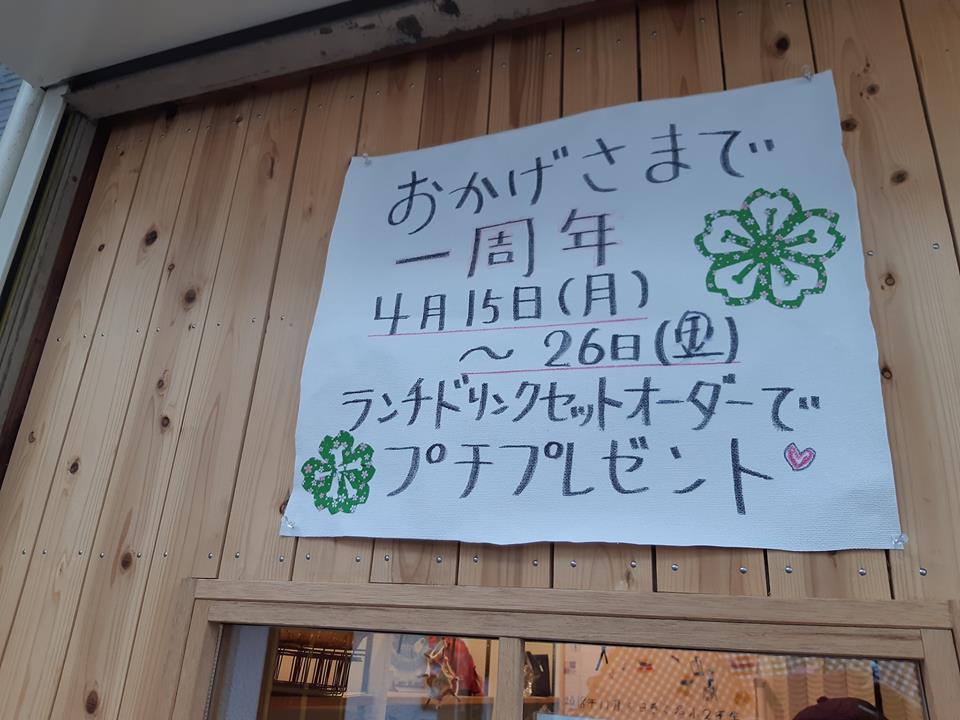 おかげさまで
一周年
4月15日(月)
〜 26日(金)
ランチドリンクセットオーダーで
プチプレゼント♡